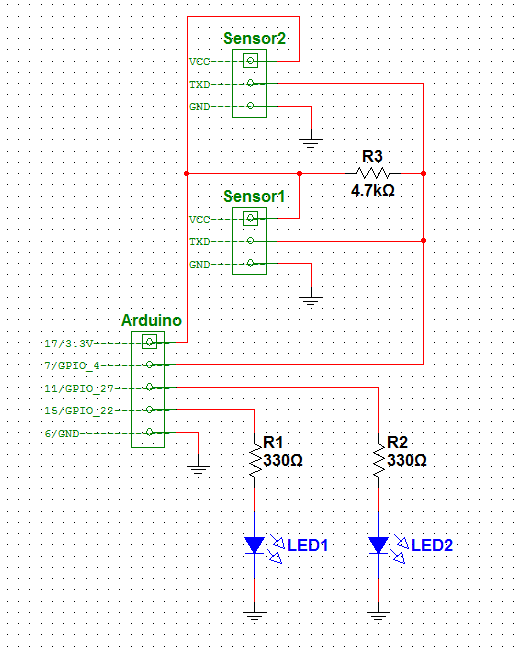 Sensor2
VCC
TXD
GND
R3
4.7kΩ
Sensor1
VCC
TXD
GND
Arduino
17/3.3V
7/GPIO_4
11/GPIO_27
15/GPIO_22
6/GND
R1
330Ω
R2
330Ω
LED1
LED2